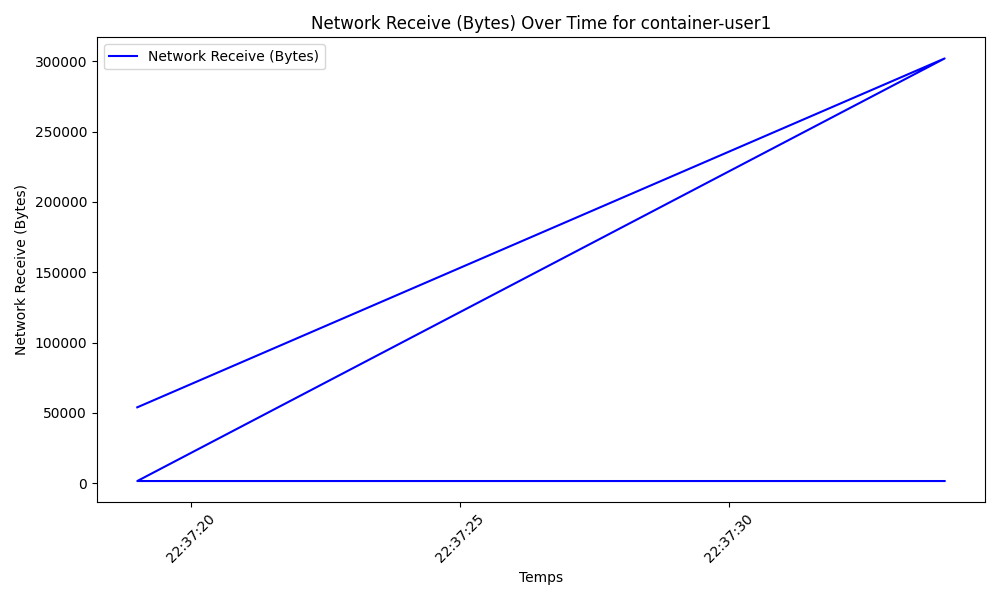 Network Receive (Bytes) Over Time for container-user1
Network Receive (Bytes)
Network Receive (Bytes)
300000
250000
200000
150000
100000
50000
0
22:37:20
22:37:25
22:37:30
Temps